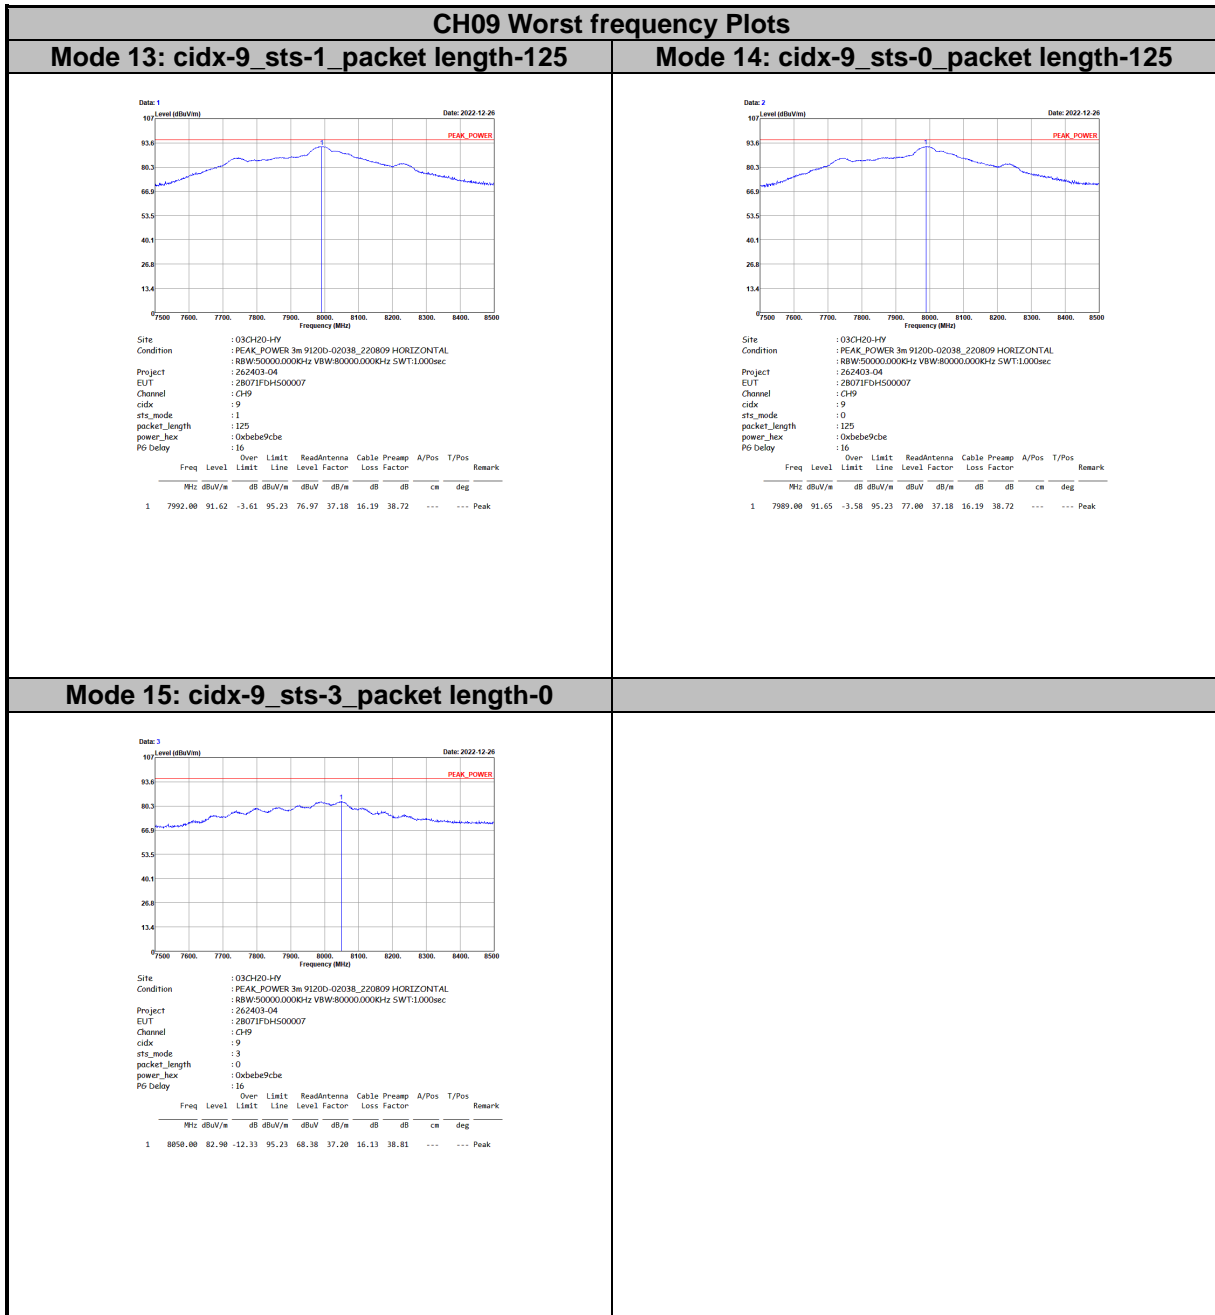 CH09 Worst frequency Plots
Mode 13: cidx-9_sts-1_packet length-125
Mode 14: cidx-9_sts-0_packet length-125
Data: 1
Level (dBuV/m)
Date: 2022-12-26
107
PEAK_POWER
93.6
1
80.3
66.9
53.5
40.1
26.8
13.4
0
7500 7600. 7700. 7800. 7900. 8000. 8100. 8200. 8300. 8400. 8500
Frequency (MHz)
Site : 03CH20-HY
Condition : PEAK_POWER 3m 9120D-02038_220809 HORIZONTAL
: RBW:50000.000KHz VBW:80000.000KHz SWT:1.000sec
Project : 262403-04
EUT : 2B071FDHS00007
Channel : CH9
cidx : 9
sts_mode : 1
packet_length : 125
power_hex : 0xbebe9cbe
PG Delay : 16
Over Limit ReadAntenna Cable Preamp A/Pos T/Pos
Freq Level Limit Line Level Factor Loss Factor Remark
MHz dBuV/m dB dBuV/m dBuV dB/m dB dB cm deg
1 7992.00 91.62 -3.61 95.23 76.97 37.18 16.19 38.72 --- --- Peak
Data: 2
Level (dBuV/m)
Date: 2022-12-26
107
PEAK_POWER
93.6
1
80.3
66.9
53.5
40.1
26.8
13.4
0
7500 7600. 7700. 7800. 7900. 8000. 8100. 8200. 8300. 8400. 8500
Frequency (MHz)
Site : 03CH20-HY
Condition : PEAK_POWER 3m 9120D-02038_220809 HORIZONTAL
: RBW:50000.000KHz VBW:80000.000KHz SWT:1.000sec
Project : 262403-04
EUT : 2B071FDHS00007
Channel : CH9
cidx : 9
sts_mode : 0
packet_length : 125
power_hex : 0xbebe9cbe
PG Delay : 16
Over Limit ReadAntenna Cable Preamp A/Pos T/Pos
Freq Level Limit Line Level Factor Loss Factor Remark
MHz dBuV/m dB dBuV/m dBuV dB/m dB dB cm deg
1 7989.00 91.65 -3.58 95.23 77.00 37.18 16.19 38.72 --- --- Peak
Mode 15: cidx-9_sts-3_packet length-0
Data: 3
Level (dBuV/m)
Date: 2022-12-26
107
PEAK_POWER
93.6
1
80.3
66.9
53.5
40.1
26.8
13.4
0
7500 7600. 7700. 7800. 7900. 8000. 8100. 8200. 8300. 8400. 8500
Frequency (MHz)
Site : 03CH20-HY
Condition : PEAK_POWER 3m 9120D-02038_220809 HORIZONTAL
: RBW:50000.000KHz VBW:80000.000KHz SWT:1.000sec
Project : 262403-04
EUT : 2B071FDHS00007
Channel : CH9
cidx : 9
sts_mode : 3
packet_length : 0
power_hex : 0xbebe9cbe
PG Delay : 16
Over Limit ReadAntenna Cable Preamp A/Pos T/Pos
Freq Level Limit Line Level Factor Loss Factor Remark
MHz dBuV/m dB dBuV/m dBuV dB/m dB dB cm deg
1 8050.00 82.90 -12.33 95.23 68.38 37.20 16.13 38.81 --- --- Peak